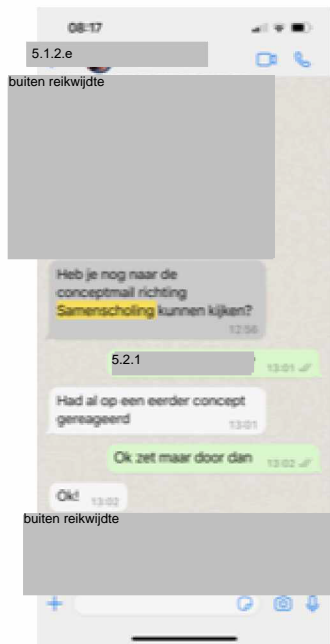 08:17
5.1.2.e
buiten reikwijdte
Heb je nog naar de
conceptmail richting
Samenscholing kunnen kijken?
12:56
5.2.1
13:01
Had al op een eerder concept
gereageerd
13:01
Ok zet maar door dan
13:02
Ok!
13:02
buiten reikwijdte